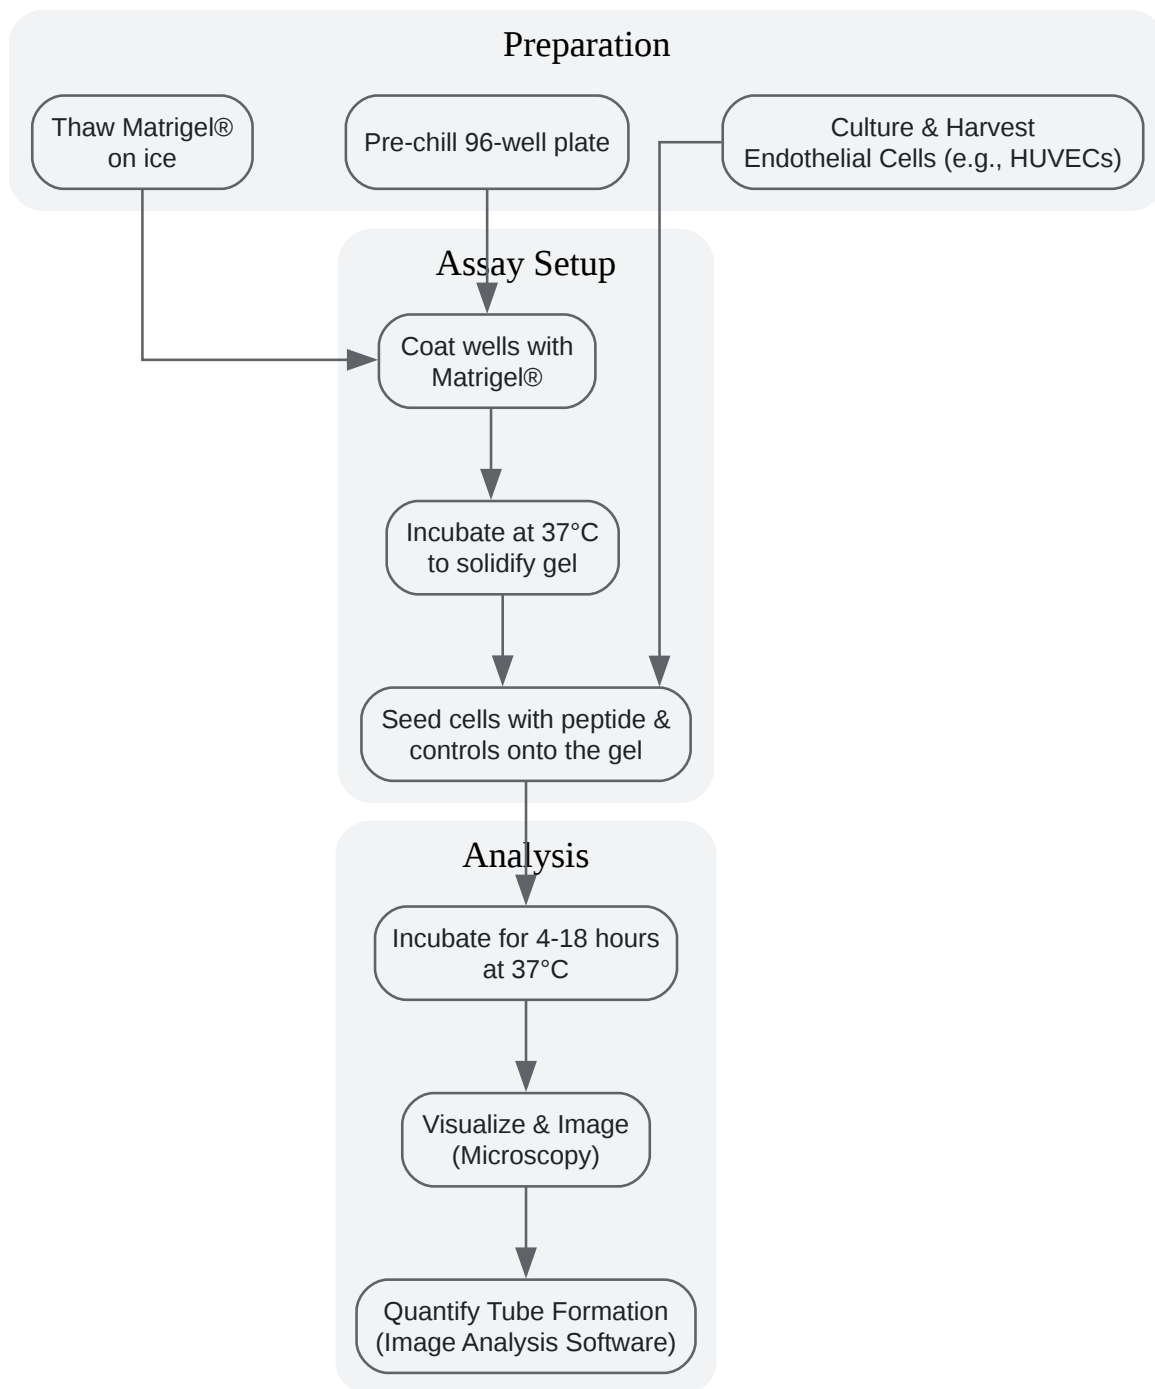 Preparation
Thaw Matrigel®
on ice
Pre-chill 96-well plate
Culture & Harvest
Endothelial Cells (e.g., HUVECs)
Assay Setup
Coat wells with
Matrigel®
Incubate at 37°C
to solidify gel
Seed cells with peptide &
controls onto the gel
Analysis
Incubate for 4-18 hours
at 37°C
Visualize & Image
(Microscopy)
Quantify Tube Formation
(Image Analysis Software)